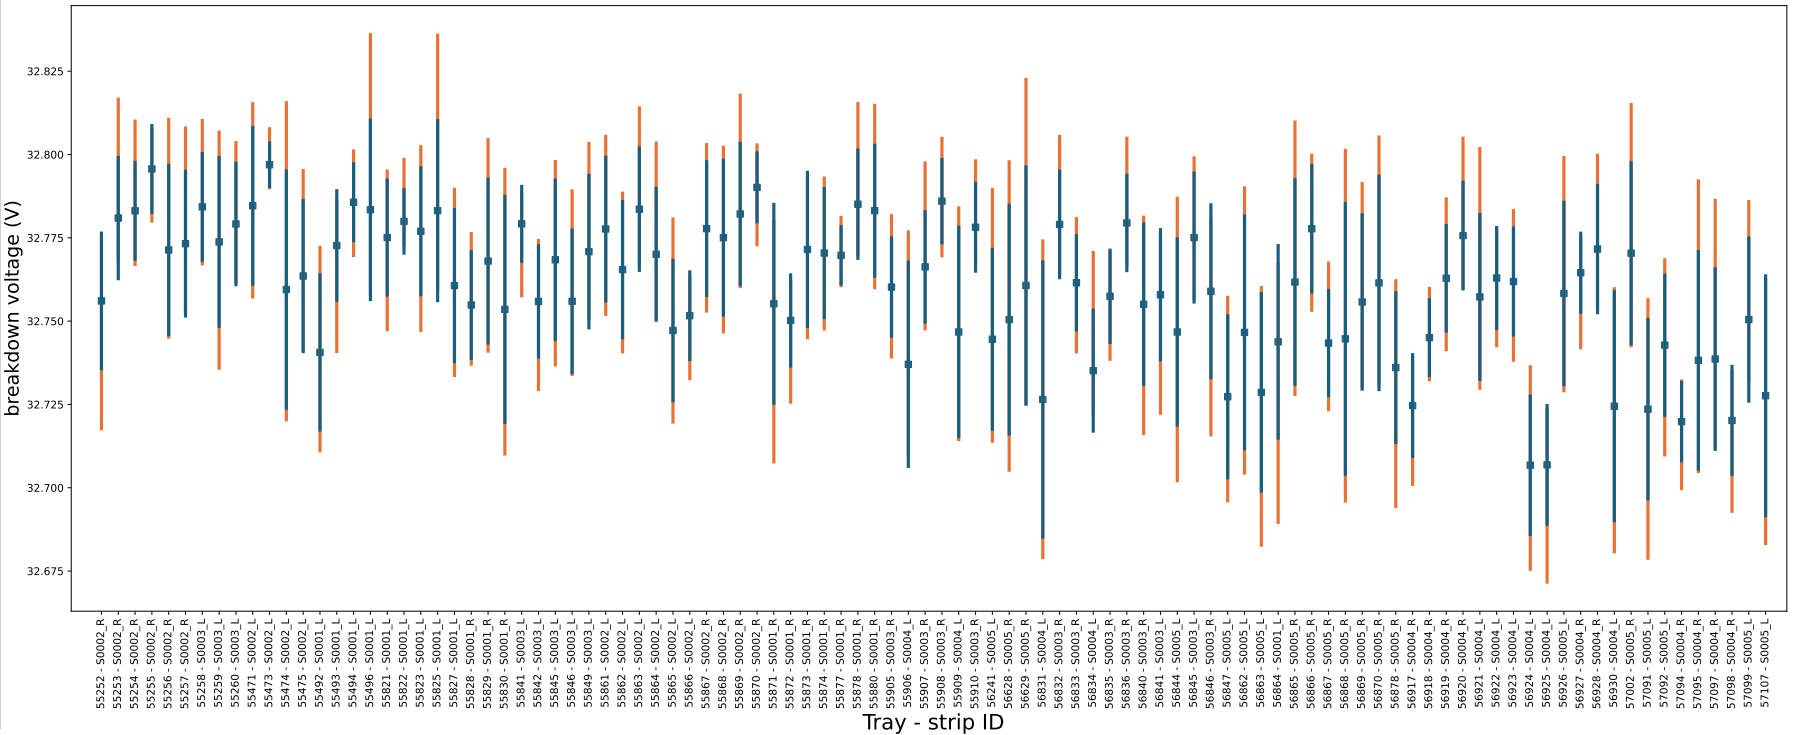 breakdown voltage (V)
32.825
32.800
32.775
32.750
32.725
32.700
32.675
55252 - S0002_R
55253 - S0002_R
55254 - S0002_R
55255 - S0002_R
55256 - S0002_R
55257 - S0002_R
55258 - S0003_L
55259 - S0003_L
55260 - S0003_L
55471 - S0002_L
55473 - S0002_L
55474 - S0002_L
55475 - S0002_L
55492 - S0001_L
55493 - S0001_L
55494 - S0001_L
55496 - S0001_L
55821 - S0001_L
55822 - S0001_L
55823 - S0001_L
55825 - S0001_L
55827 - S0001_L
55828 - S0001_R
55829 - S0001_R
55830 - S0001_R
55841 - S0003_L
55842 - S0003_L
55845 - S0003_L
55846 - S0003_L
55849 - S0003_L
55861 - S0002_L
55862 - S0002_L
55863 - S0002_L
55864 - S0002_L
55865 - S0002_L
55866 - S0002_L
55867 - S0002_R
55868 - S0002_R
55869 - S0002_R
55870 - S0002_R
55871 - S0001_R
55872 - S0001_R
55873 - S0001_R
55874 - S0001_R
55877 - S0001_R
55878 - S0001_R
55880 - S0001_R
55905 - S0003_R
55906 - S0004_L
55907 - S0003_R
55908 - S0003_R
55909 - S0004_L
55910 - S0003_R
56241 - S0005_L
56628 - S0005_R
56629 - S0005_R
56831 - S0004_L
56832 - S0003_R
56833 - S0003_R
56834 - S0004_L
56835 - S0003_R
56836 - S0003_R
56840 - S0003_R
56841 - S0003_L
56844 - S0005_L
56845 - S0003_L
56846 - S0003_R
56847 - S0005_L
56862 - S0005_L
56863 - S0005_L
56864 - S0001_L
56865 - S0005_R
56866 - S0005_R
56867 - S0005_R
56868 - S0005_R
56869 - S0005_R
56870 - S0005_R
56878 - S0005_R
56917 - S0004_R
56918 - S0004_R
56919 - S0004_R
56920 - S0004_R
56921 - S0004_L
56922 - S0004_L
56923 - S0004_L
56924 - S0004_L
56925 - S0004_L
56926 - S0005_L
56927 - S0004_R
56928 - S0004_R
56930 - S0004_L
57002 - S0005_R
57091 - S0005_L
57092 - S0005_L
57094 - S0004_R
57095 - S0004_R
57097 - S0004_R
57098 - S0004_R
57099 - S0005_L
57107 - S0005_L
Tray - strip ID